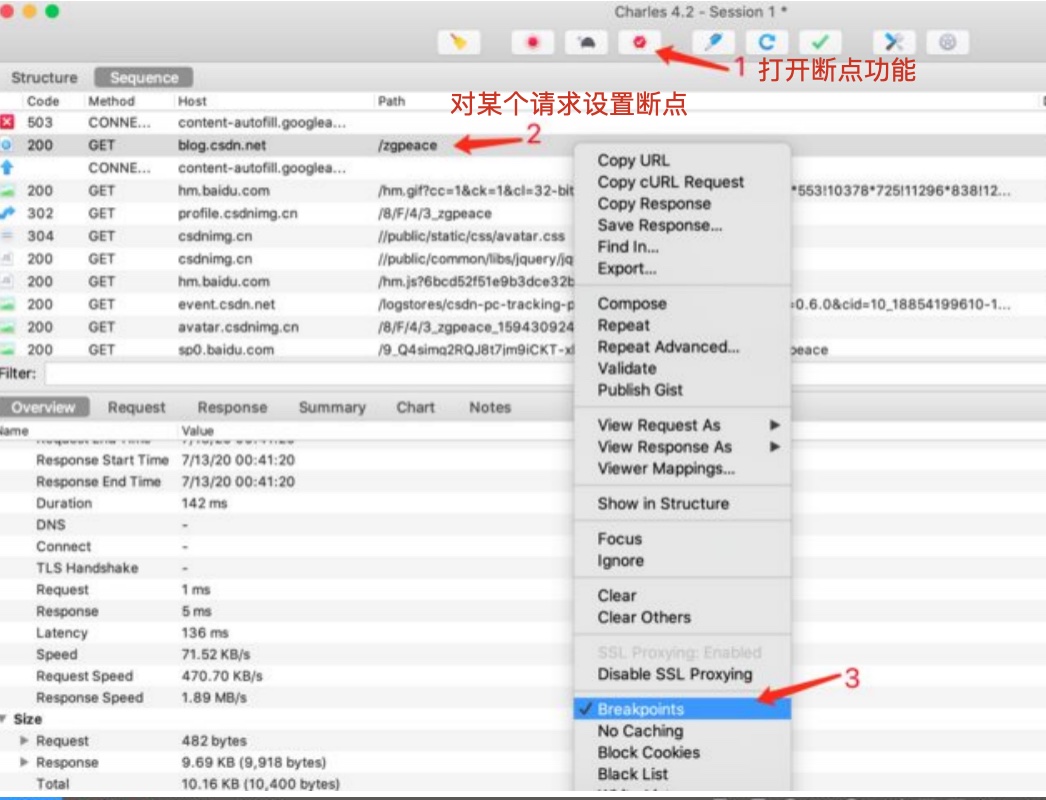 Charles 4.2 - Session 1 *
1 打开断点功能
Structure Sequence
Code Method Host Path
对某个请求设置断点
503 CONNE... content-autofill.googlea...
200 GET blog.csdn.net /zgpeace 2
CONNE... content-autofill.googlea...
200 GET hm.baidu.com /hm.gif?cc=1&ck=1&cl=32-bit *553!10378*725!11296*838!12...
302 GET profile.csdnimg.cn /8/F/4/3_zgpeace
304 GET csdnimg.cn //public/static/css/avatar.css
200 GET csdnimg.cn //public/common/libs/jquery/jq
200 GET hm.baidu.com /hm.js?6bcd52f51e9b3dce32b
200 GET event.csdn.net /logstores/csdn-pc-tracking-p =0.6.0&cid=10_18854199610-1...
200 GET avatar.csdnimg.cn /8/F/4/3_zgpeace_159430924
200 GET sp0.baidu.com /9_Q4simg2RQJ8t7jm9iCKT-xl peace
Filter:
Overview Request Response Summary Chart Notes
Name Value
Request End Time 7/13/20 00:41:20
Response Start Time 7/13/20 00:41:20
Response End Time 7/13/20 00:41:20
Duration 142 ms
DNS -
Connect -
TLS Handshake -
Request 1 ms
Response 5 ms
Latency 136 ms
Speed 71.52 KB/s
Request Speed 470.70 KB/s
Response Speed 1.89 MB/s
Size
Request 482 bytes
Response 9.69 KB (9,918 bytes)
Total 10.16 KB (10,400 bytes)
Copy URL
Copy cURL Request
Copy Response
Save Response...
Find In...
Export...
Compose
Repeat
Repeat Advanced...
Validate
Publish Gist
View Request As
View Response As
Viewer Mappings...
Show in Structure
Focus
Ignore
Clear
Clear Others
SSL Proxying: Enabled
Disable SSL Proxying
3
✓ Breakpoints
No Caching
Block Cookies
Black List